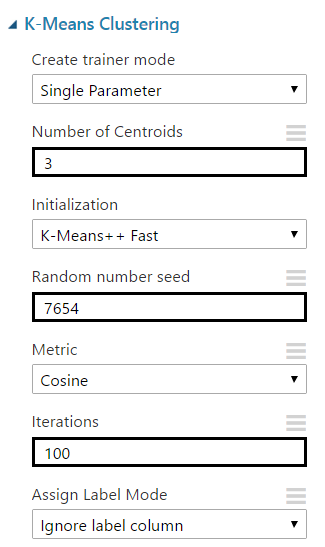 K-Means Clustering
Create trainer mode
Single Parameter
Number of Centroids
3
Initialization
K-Means++ Fast
Random number seed
7654
Metric
Cosine
Iterations
100
Assign Label Mode
Ignore label column